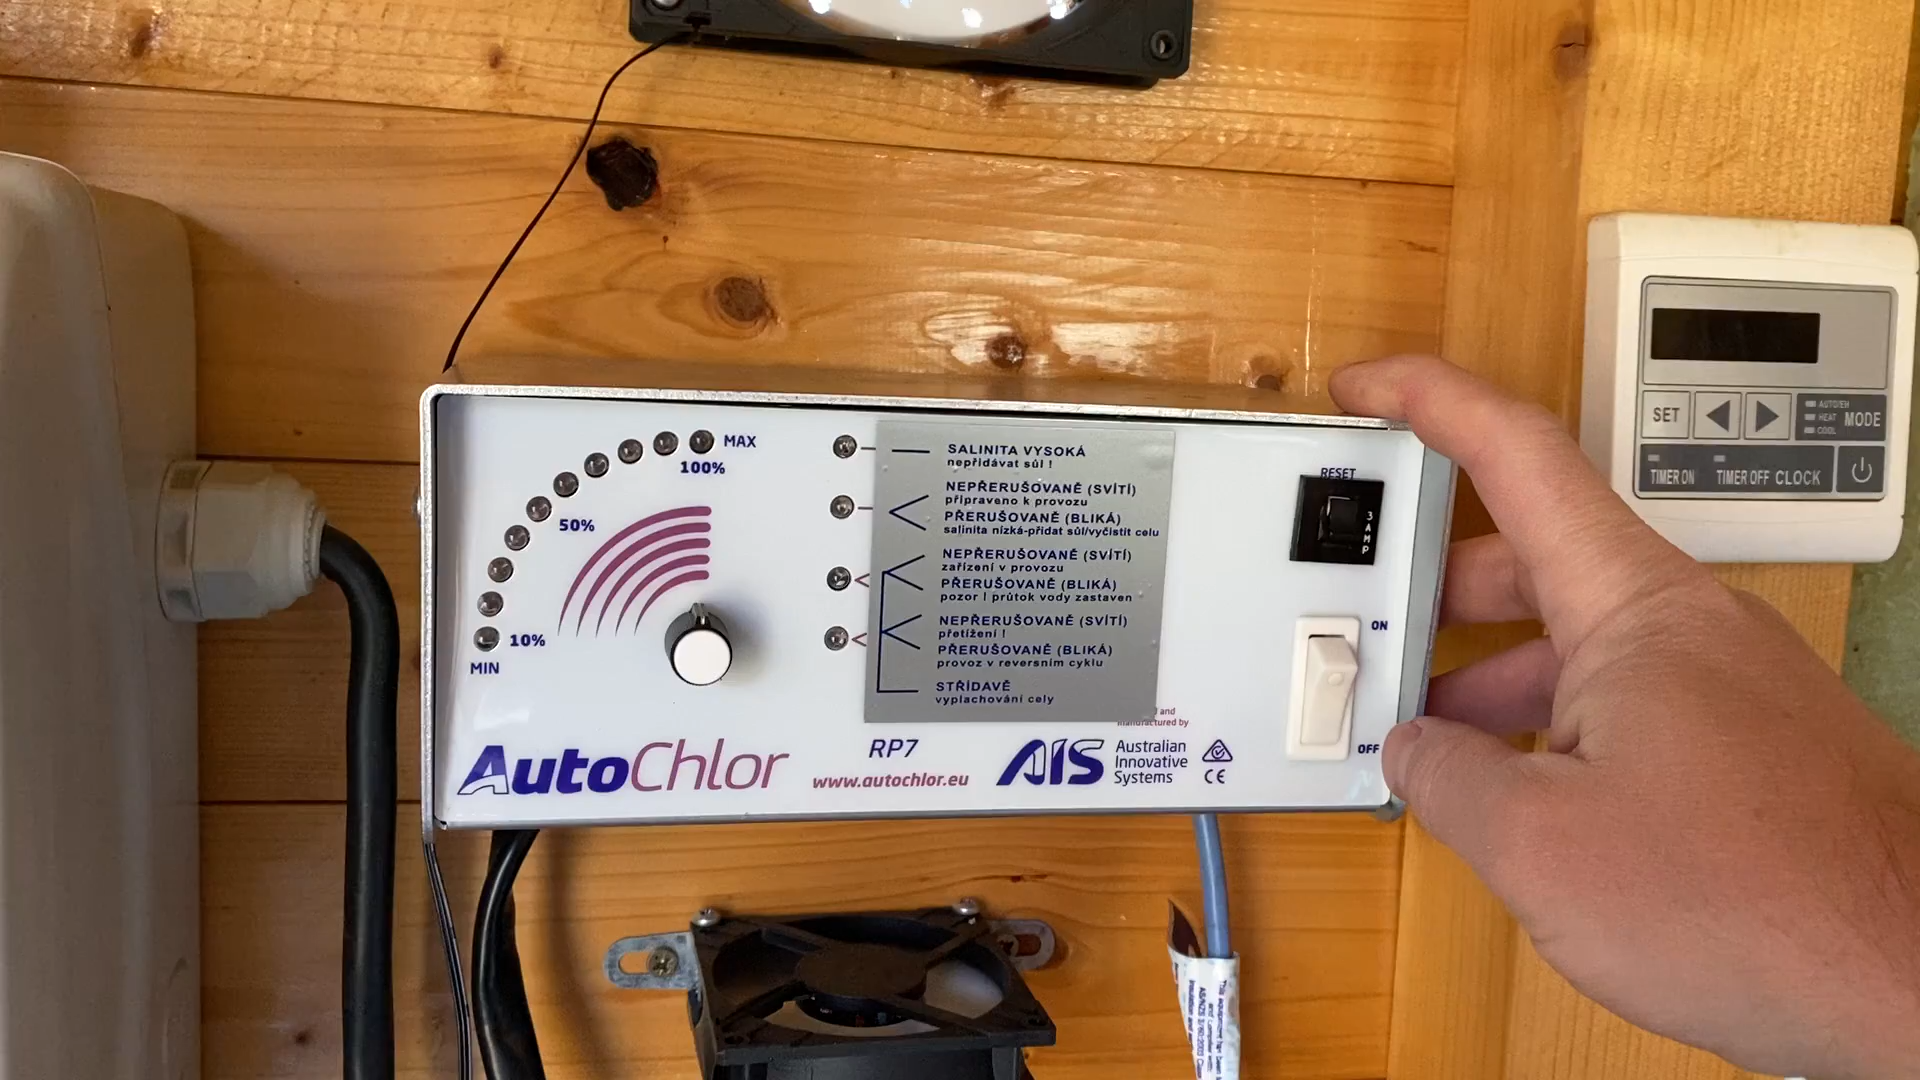 MAX
100%
50%
10%
MIN
SALINITA VYSOKÁ
nepřidávat sůl !
NEPŘERUŠOVANĚ (SVÍTÍ)
připraveno k provozu
PŘERUŠOVANĚ (BLIKÁ)
salinita nízká-přidat sůl/vyčistit celu
NEPŘERUŠOVANĚ (SVÍTÍ)
zařízení v provozu
PŘERUŠOVANĚ (BLIKÁ)
pozor ! průtok vody zastaven
NEPŘERUŠOVANĚ (SVÍTÍ)
přetížení !
PŘERUŠOVANĚ (BLIKÁ)
provoz v reversním cyklu
STŘÍDAVĚ
vyplachování cely
RESET
3 AMP
ON
OFF
and
manufactured by
AutoChlor
RP7
www.autochlor.eu
AIS
Australian
Innovative
Systems
CE
SET
AUTO/EH
HEAT
COOL
MODE
TIMER ON
TIMER OFF
CLOCK